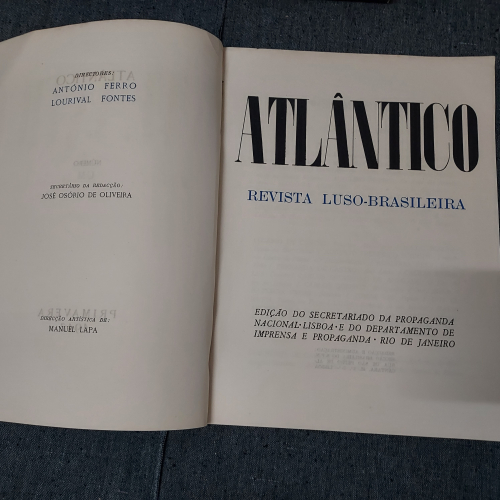 DIRECTORES:
ANTÓNIO FERRO
LOURIVAL FONTES
SECRETÁRIO DA REDACÇÃO:
JOSÉ OSÓRIO DE OLIVEIRA
DIRECÇÃO ARTÍSTICA DE:
MANUEL LAPA
ATLÂNTICO
REVISTA LUSO-BRASILEIRA
EDIÇÃO DO SECRETARIADO DA PROPAGANDA
NACIONAL · LISBOA · E DO DEPARTAMENTO DE
IMPRENSA E PROPAGANDA · RIO DE JANEIRO